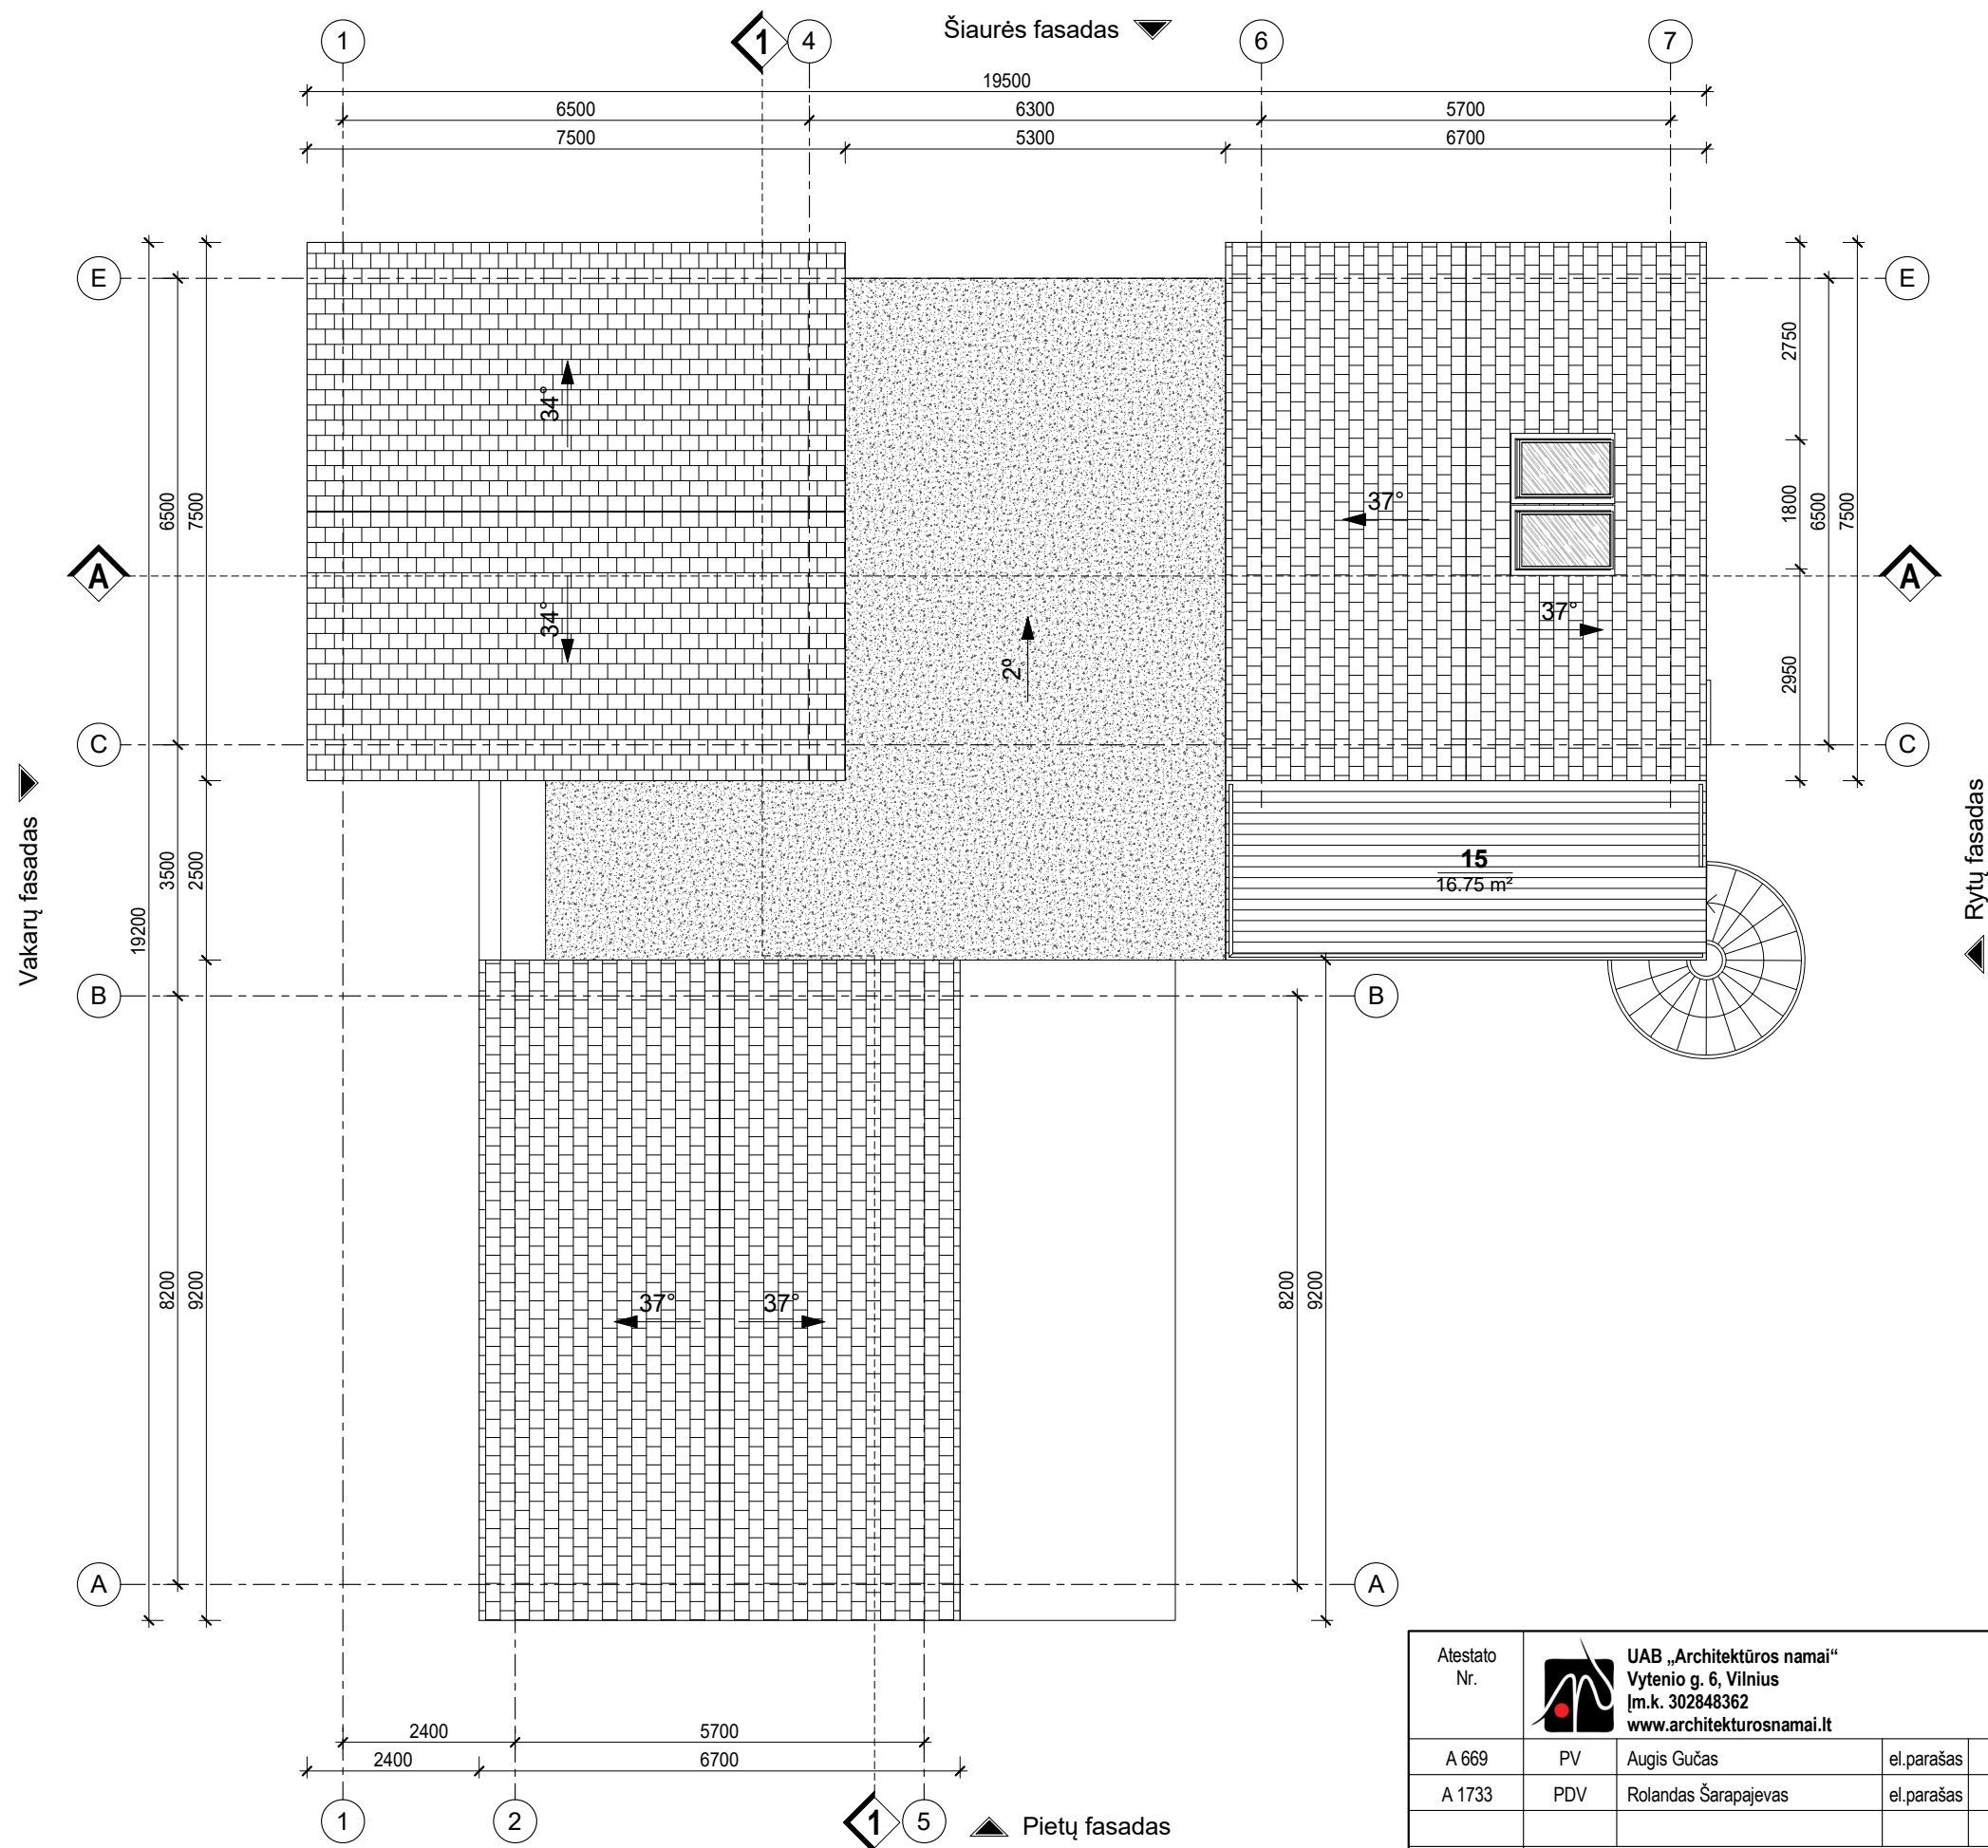 Šiaurės fasadas
1
1
4
6
7
19500
6500
6300
5700
7500
5300
6700
E
E
2750
34°
6500
7500
37°
1800
6500
7500
A
A
34°
37°
2°
2950
C
C
Vakarų fasadas
Rytų fasadas
3500
2500
15
16.75 m²
19200
B
B
8200
9200
8200
9200
37°
37°
A
A
2400
5700
2400
6700
1
2
1
5
Pietų fasadas
Atestato
Nr.
UAB „Architektūros namai“
Vytenio g. 6, Vilnius
Įm.k. 302848362
www.architekturosnamai.lt
A 669
PV
Augis Gučas
el.parašas
A 1733
PDV
Rolandas Šarapajevas
el.parašas